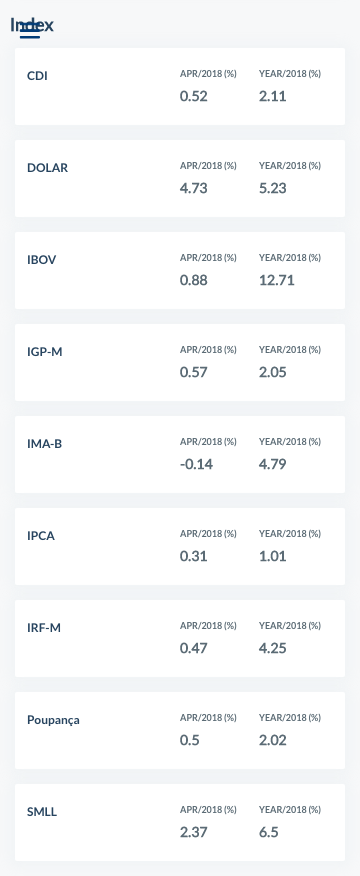 Index
CDI APR/2018 (%) YEAR/2018 (%)
0.52 2.11
DOLAR APR/2018 (%) YEAR/2018 (%)
4.73 5.23
IBOV APR/2018 (%) YEAR/2018 (%)
0.88 12.71
IGP-M APR/2018 (%) YEAR/2018 (%)
0.57 2.05
IMA-B APR/2018 (%) YEAR/2018 (%)
-0.14 4.79
IPCA APR/2018 (%) YEAR/2018 (%)
0.31 1.01
IRF-M APR/2018 (%) YEAR/2018 (%)
0.47 4.25
Poupança APR/2018 (%) YEAR/2018 (%)
0.5 2.02
SMLL APR/2018 (%) YEAR/2018 (%)
2.37 6.5